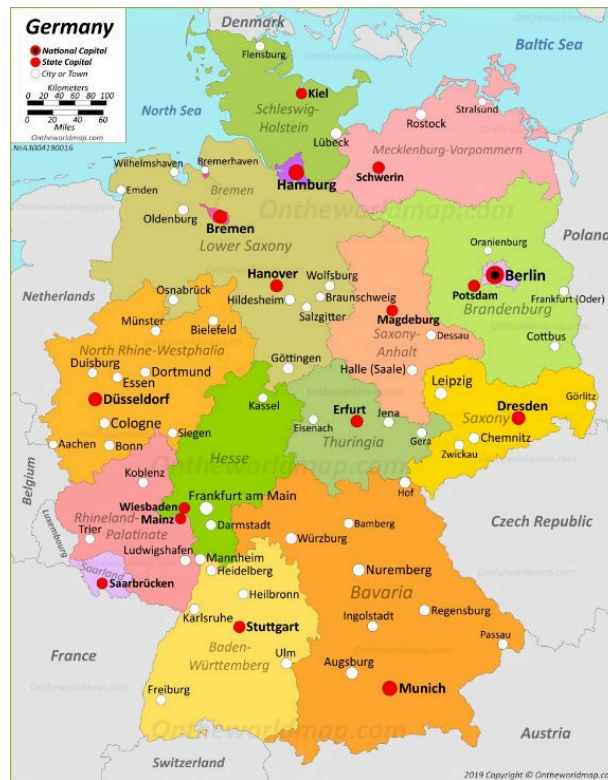 Germany
National Capital
State Capital
City or Town
Kilometers
0 20 40 60 80 100
0 20 40 60
Miles
Ontheworldmap.com
Denmark
Baltic Sea
North Sea
Flensburg
Kiel
Schleswig-
Holstein
Stralsund
Rostock
Lübeck
Mecklenburg-Vorpommern
Wilhelmshaven
Bremerhaven
Hamburg
Schwerin
Emden
Bremen
Ontheworldmap.com
Oldenburg
Bremen
Lower Saxony
Poland
Oranienburg
Berlin
Netherlands
Hanover
Wolfsburg
Potsdam
Frankfurt (Oder)
Osnabrück
Hildesheim
Braunschweig
Brandenburg
Münster
Salzgitter
Magdeburg
Bielefeld
Saxony-
Anhalt
Dessau
Cottbus
North Rhine-Westphalia
Göttingen
Halle (Saale)
Duisburg
Dortmund
Essen
Leipzig
Düsseldorf
Kassel
Görlitz
Cologne
Erfurt
Jena
Saxony
Dresden
Siegen
Eisenach
Thuringia
Gera
Chemnitz
Aachen
Bonn
Zwickau
Hesse
Belgium
Koblenz
Hof
Wiesbaden
Frankfurt am Main
Mainz
Rhineland-
Palatinate
Darmstadt
Bamberg
Czech Republic
Luxembourg
Trier
Würzburg
Ludwigshafen
Mannheim
Saarland
Heidelberg
Nuremberg
Saarbrücken
Bavaria
Heilbronn
Karlsruhe
Ingolstadt
Regensburg
Stuttgart
Passau
Baden-
Württemberg
France
Ulm
Augsburg
Freiburg
Munich
Ontheworldmap.com
Austria
Switzerland
2019 Copyright © Ontheworldmap.com